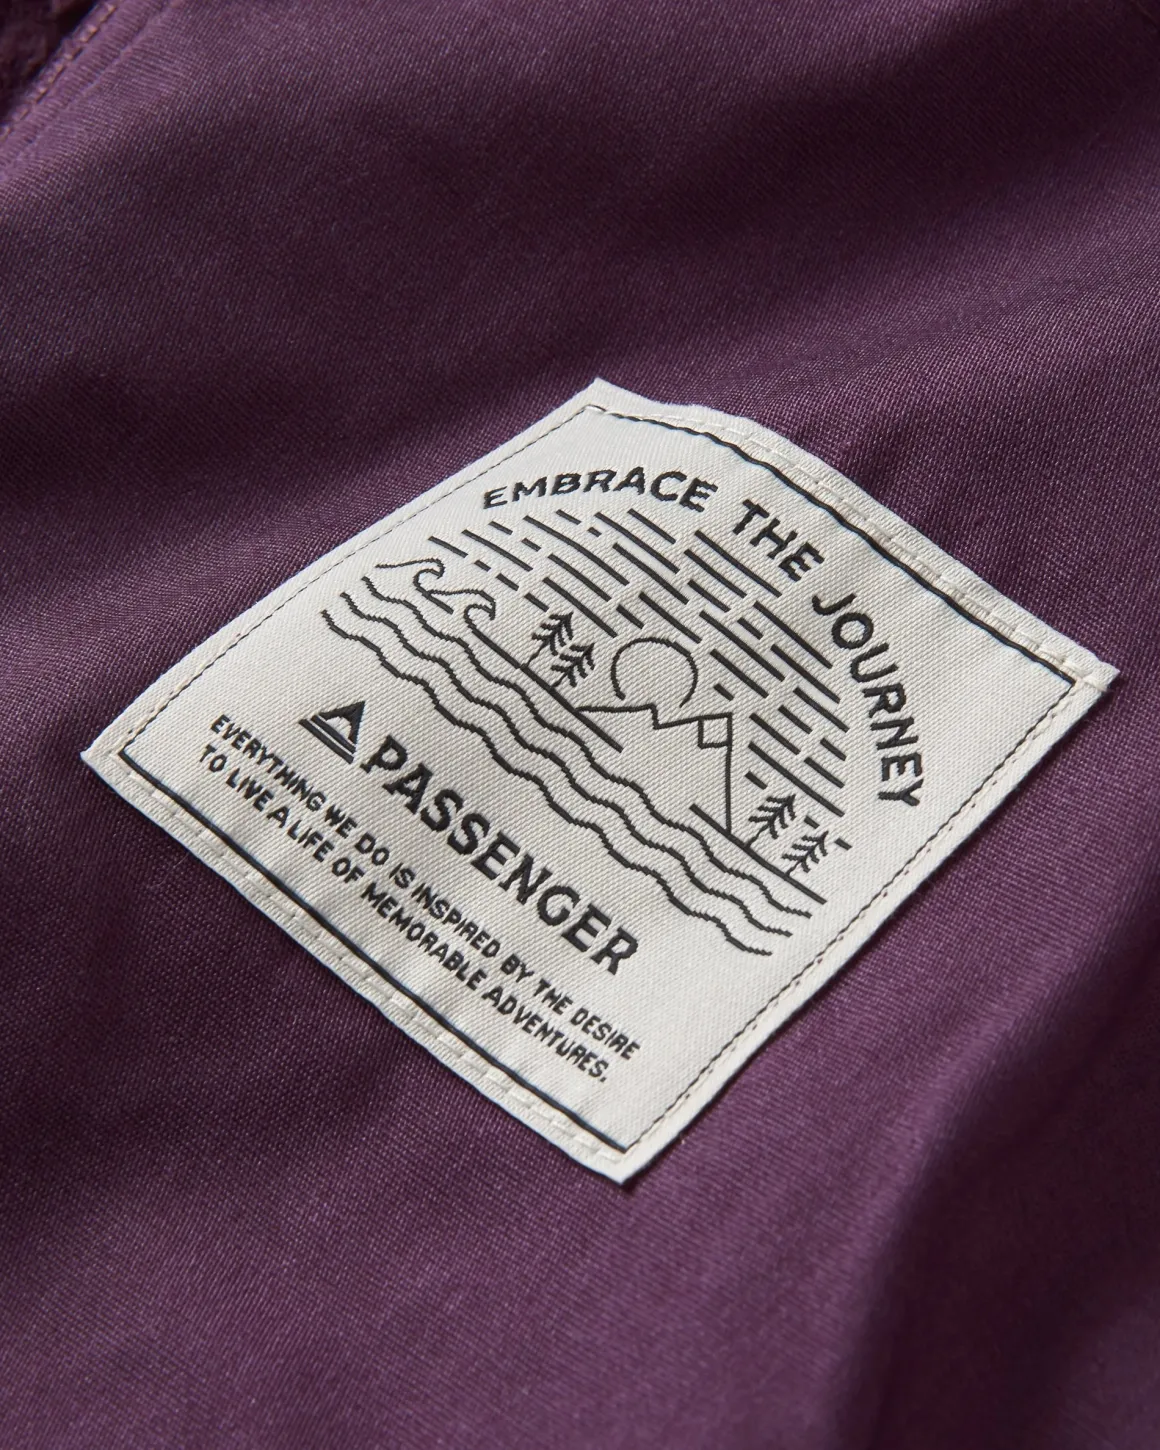 EMBRACE THE JOURNEY
PASSENGER
EVERYTHING WE DO IS INSPIRED BY THE DESIRE
TO LIVE A LIFE OF MEMORABLE ADVENTURES.